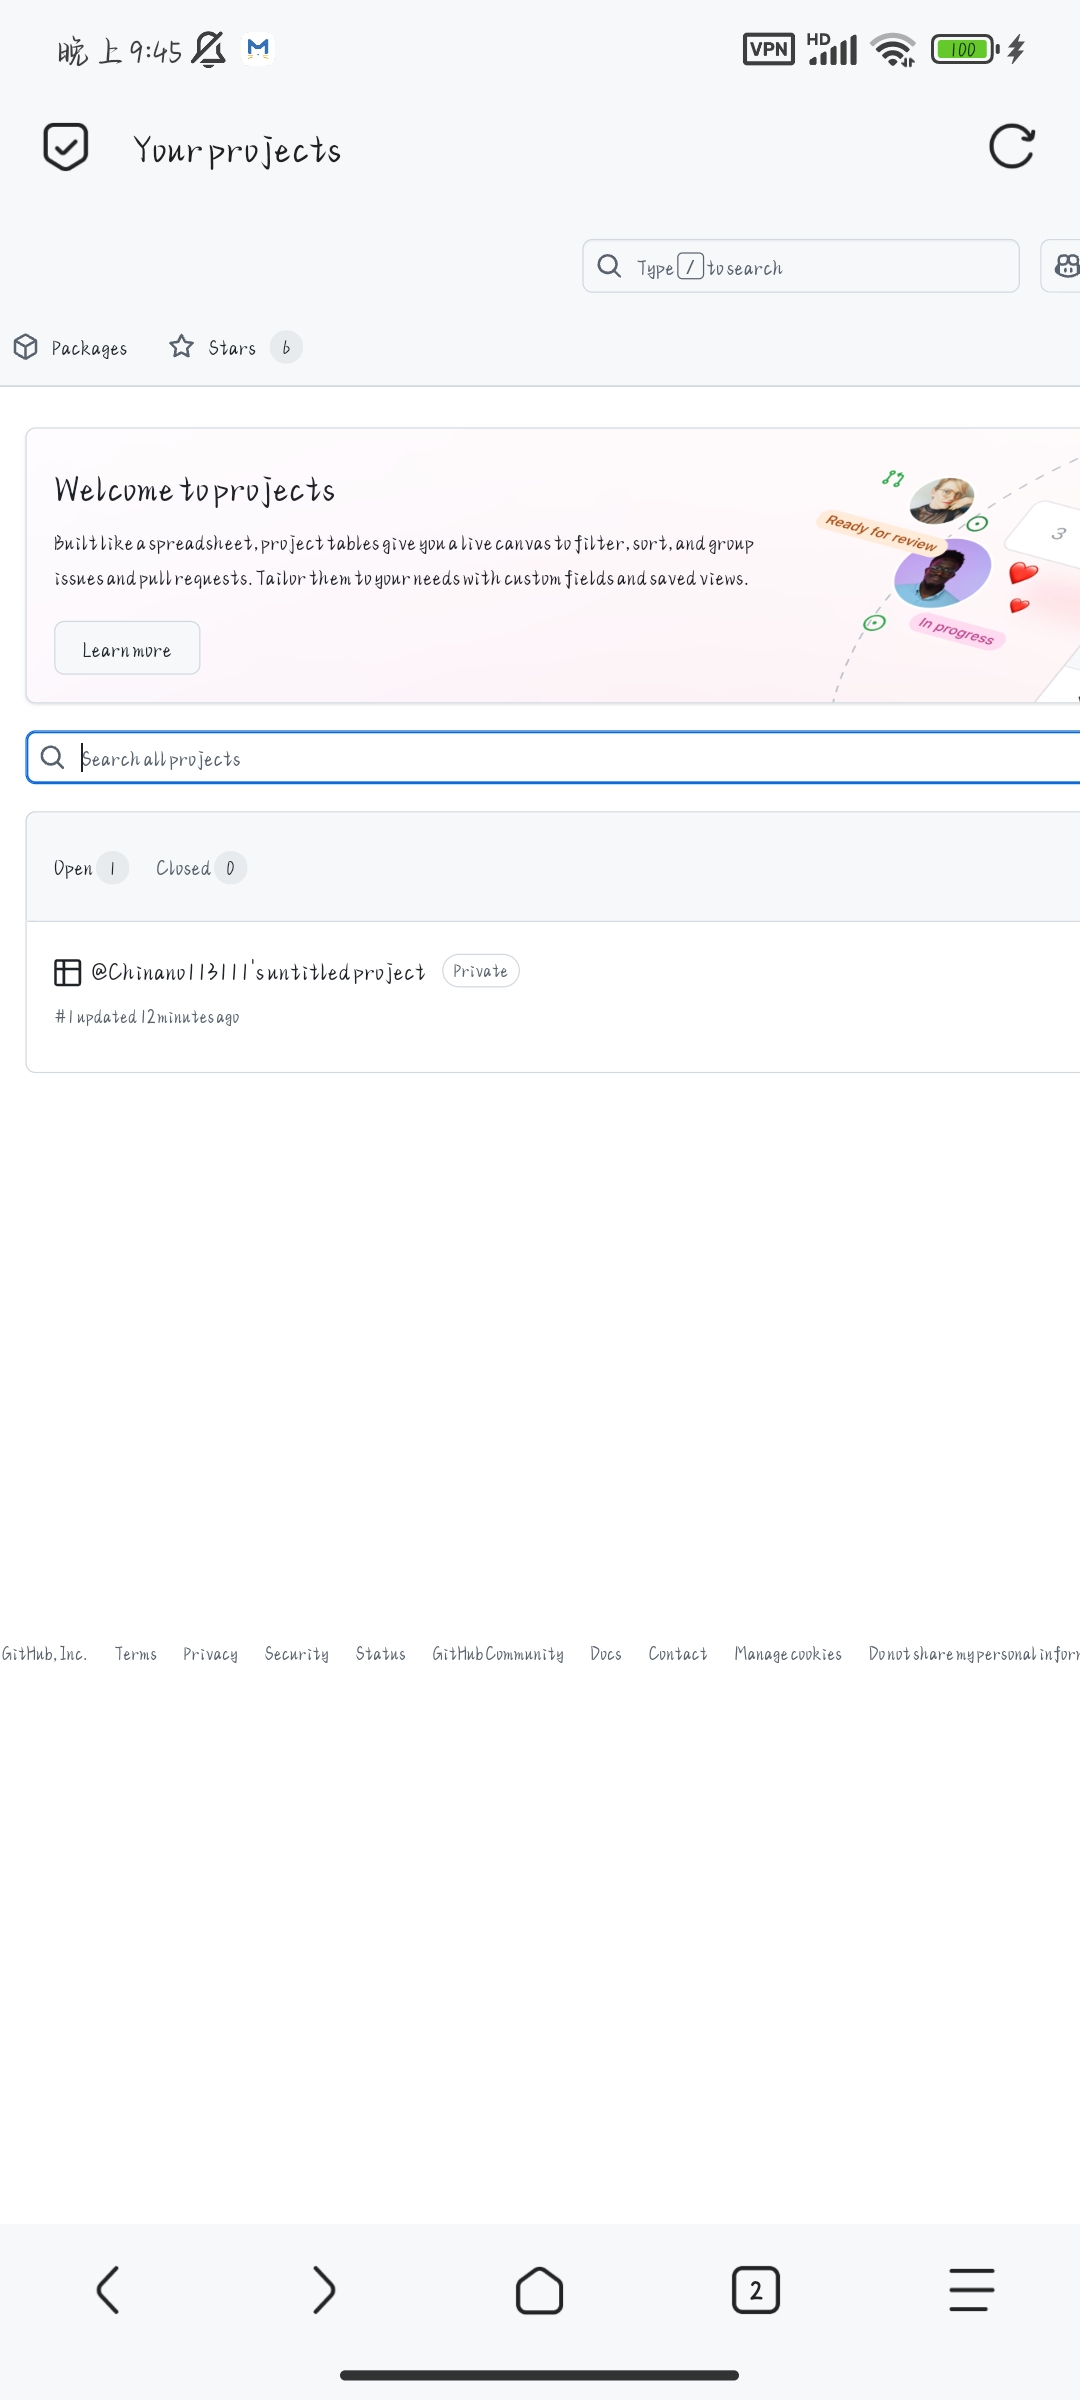 晚上9:45 VPN HD 100
Your projects
Type / to search
Packages Stars 6
Welcome to projects
Built like a spreadsheet, project tables give you a live canvas to filter, sort, and group
issues and pull requests. Tailor them to your needs with custom fields and saved views.
Learn more
Ready for review
3
In progress
Search all projects
Open 1 Closed 0
@Chinano113111's untitled project Private
#1 updated 12 minutes ago
GitHub, Inc. Terms Privacy Security Status GitHub Community Docs Contact Manage cookies Do not share my personal infor
2